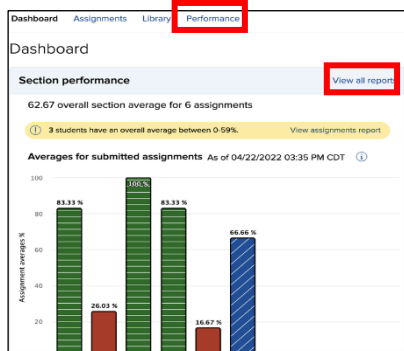 Dashboard Assignments Library Performance
Dashboard
Section performance View all reports
62.67 overall section average for 6 assignments
3 students have an overall average between 0-59%. View assignments report
Averages for submitted assignments As of 04/22/2022 03:35 PM CDT
100
100 %
83.33 % 83.33 %
80
66.66 %
60
Assignment averages %
40
26.03 %
20 16.67 %